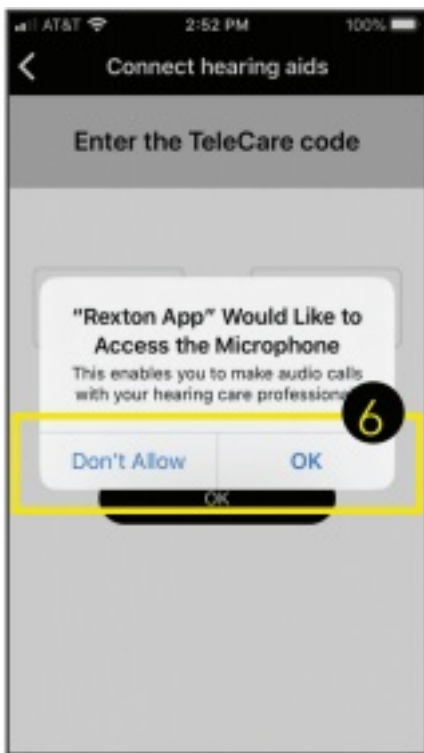 AT&T 2:52 PM 100%
Connect hearing aids
Enter the TeleCare code
"Rexton App" Would Like to
Access the Microphone
This enables you to make audio calls
with your hearing care professional
6
Don't Allow OK
OK